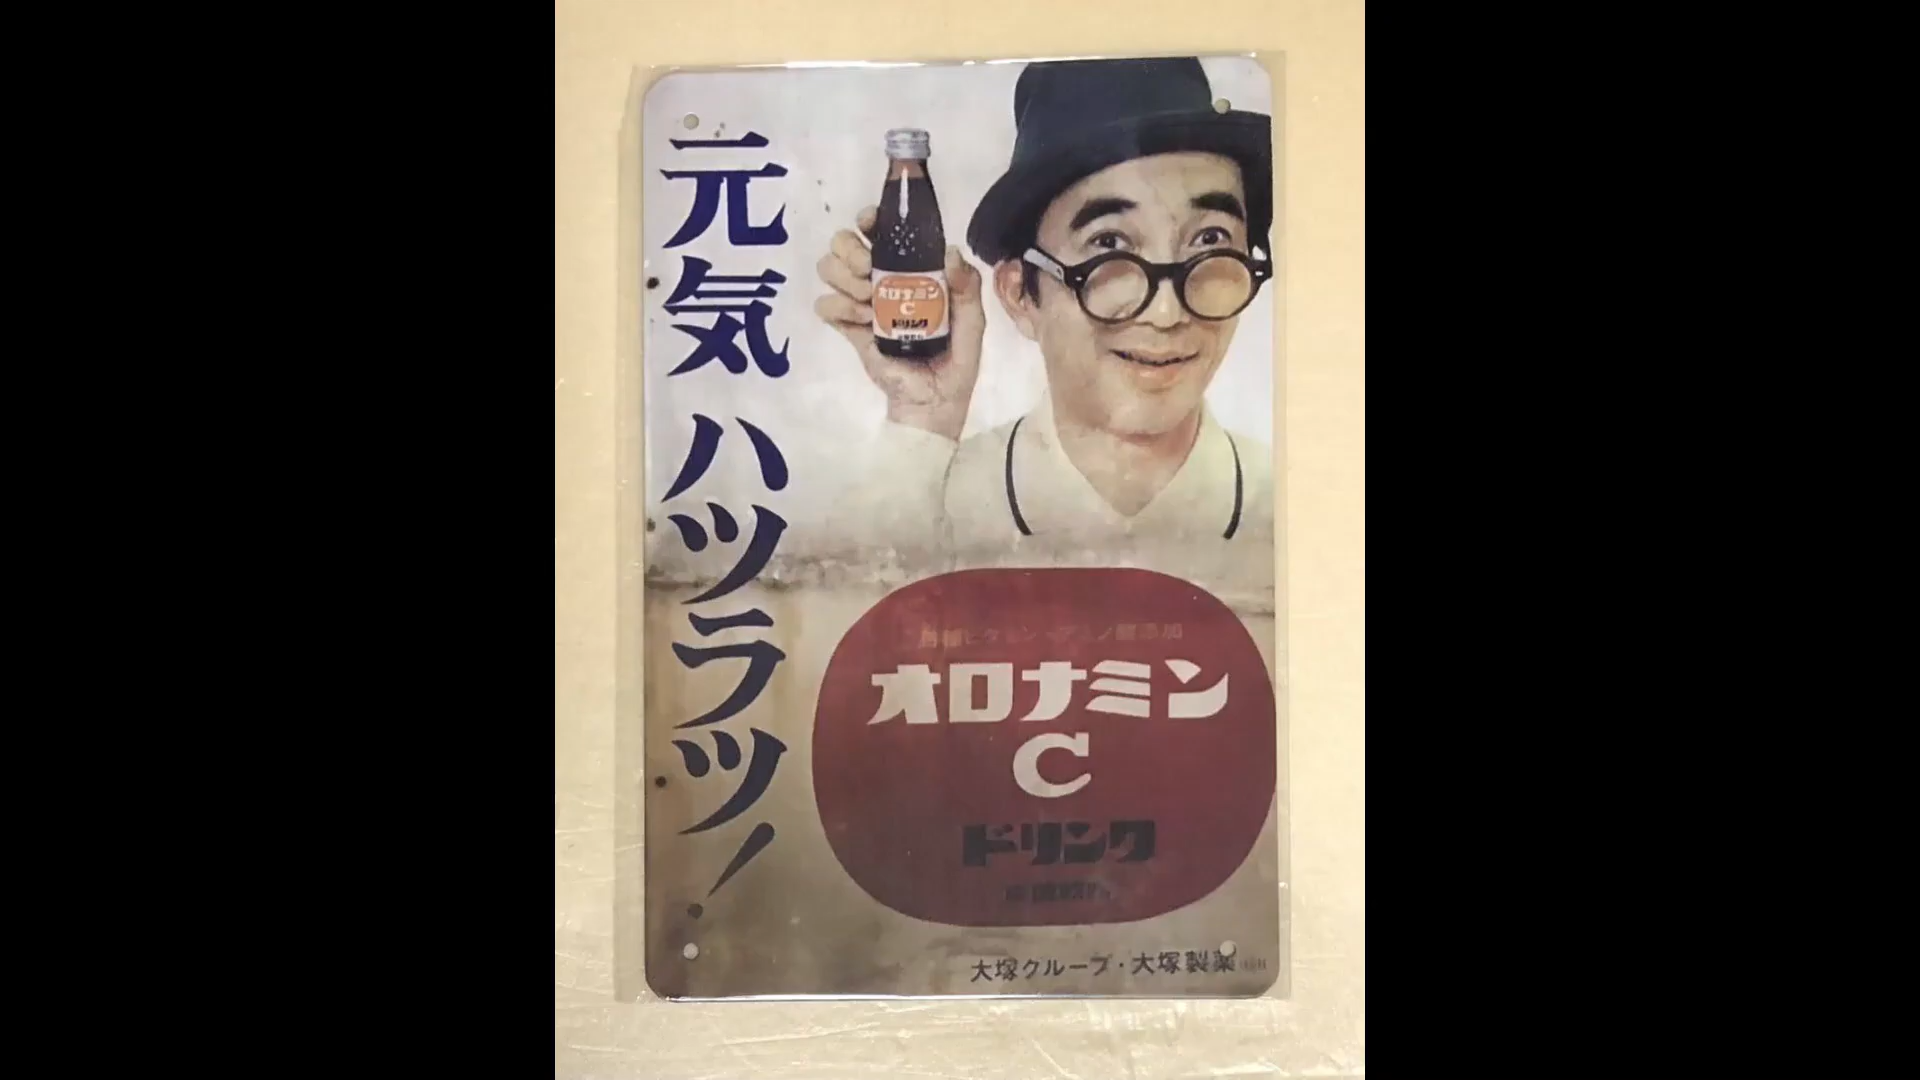 元気ハツラツ!
オロナミン
C
ドリンク
オロナミン
C
ドリンク
大塚グループ・大塚製薬